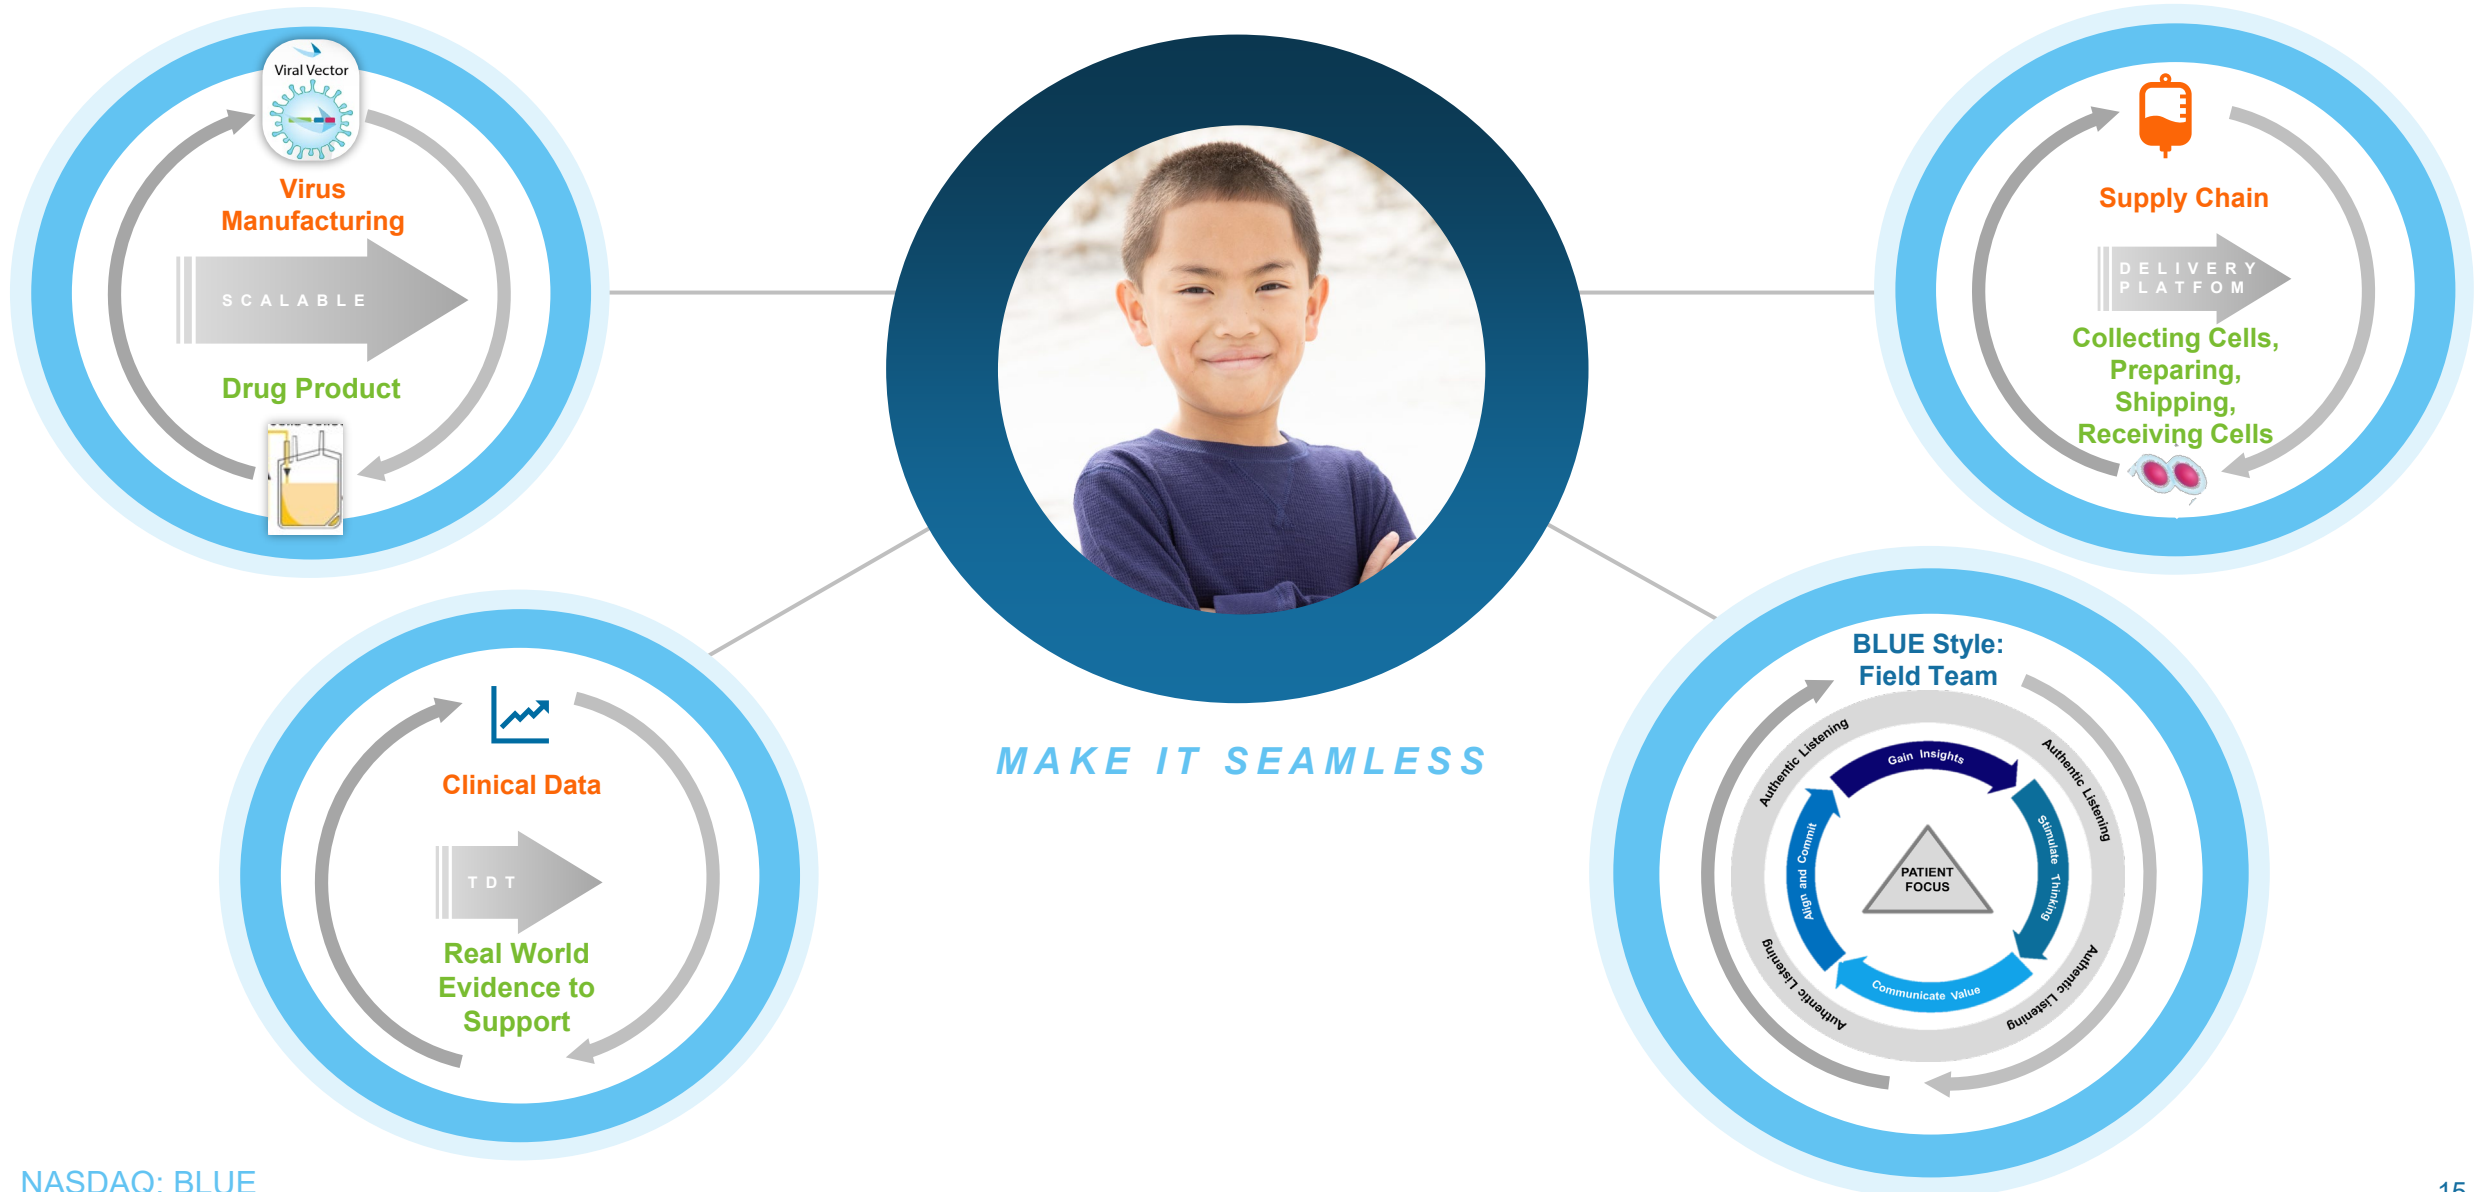 Viral Vector
Virus
Manufacturing
SCALABLE
Drug Product
Supply Chain
DELIVERY
PLATFOM
Collecting Cells,
Preparing,
Shipping,
Receiving Cells
MAKE IT SEAMLESS
Clinical Data
TDT
Real World
Evidence to
Support
BLUE Style:
Field Team
Authentic Listening
Authentic Listening
Authentic Listening
Authentic Listening
Gain Insights
Stimulate Thinking
Communicate Value
Align and Commit
PATIENT
FOCUS
NASDAQ: BLUE
15